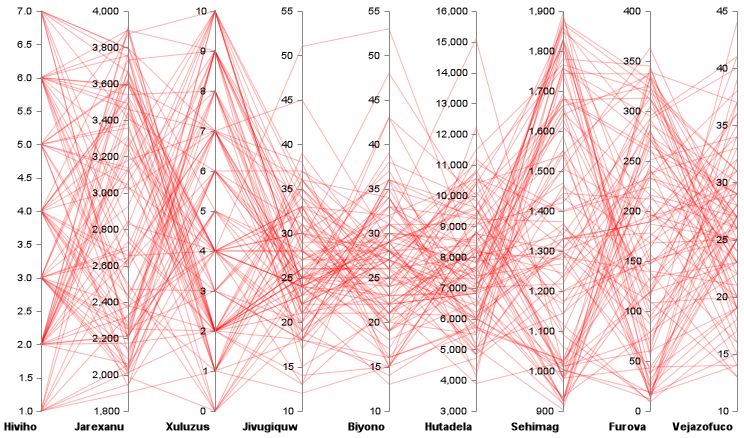 7.0 4,000 10 55 55 16,000 1,900 400 45
6.5 3,800 9 50 50 15,000 1,800 350 40
6.0 3,600 8 45 45 14,000 1,700 300 35
5.5 3,400 7 40 40 13,000 1,600 250 30
5.0 3,200 6 35 35 12,000 1,500 200 25
4.5 3,000 5 30 30 11,000 1,400 150 20
4.0 2,800 4 25 25 10,000 1,300 100 15
3.5 2,600 3 20 20 9,000 1,200 50 10
3.0 2,400 2 15 15 8,000 1,100 0
2.5 2,200 1 10 10 7,000 1,000
2.0 2,000 0 6,000 900
1.5 1,800 5,000
1.0 4,000
3,000
Hiviho Jarexanu Xuluzus Jivugiquw Biyono Hutadela Sehimag Furova Vejazofuco